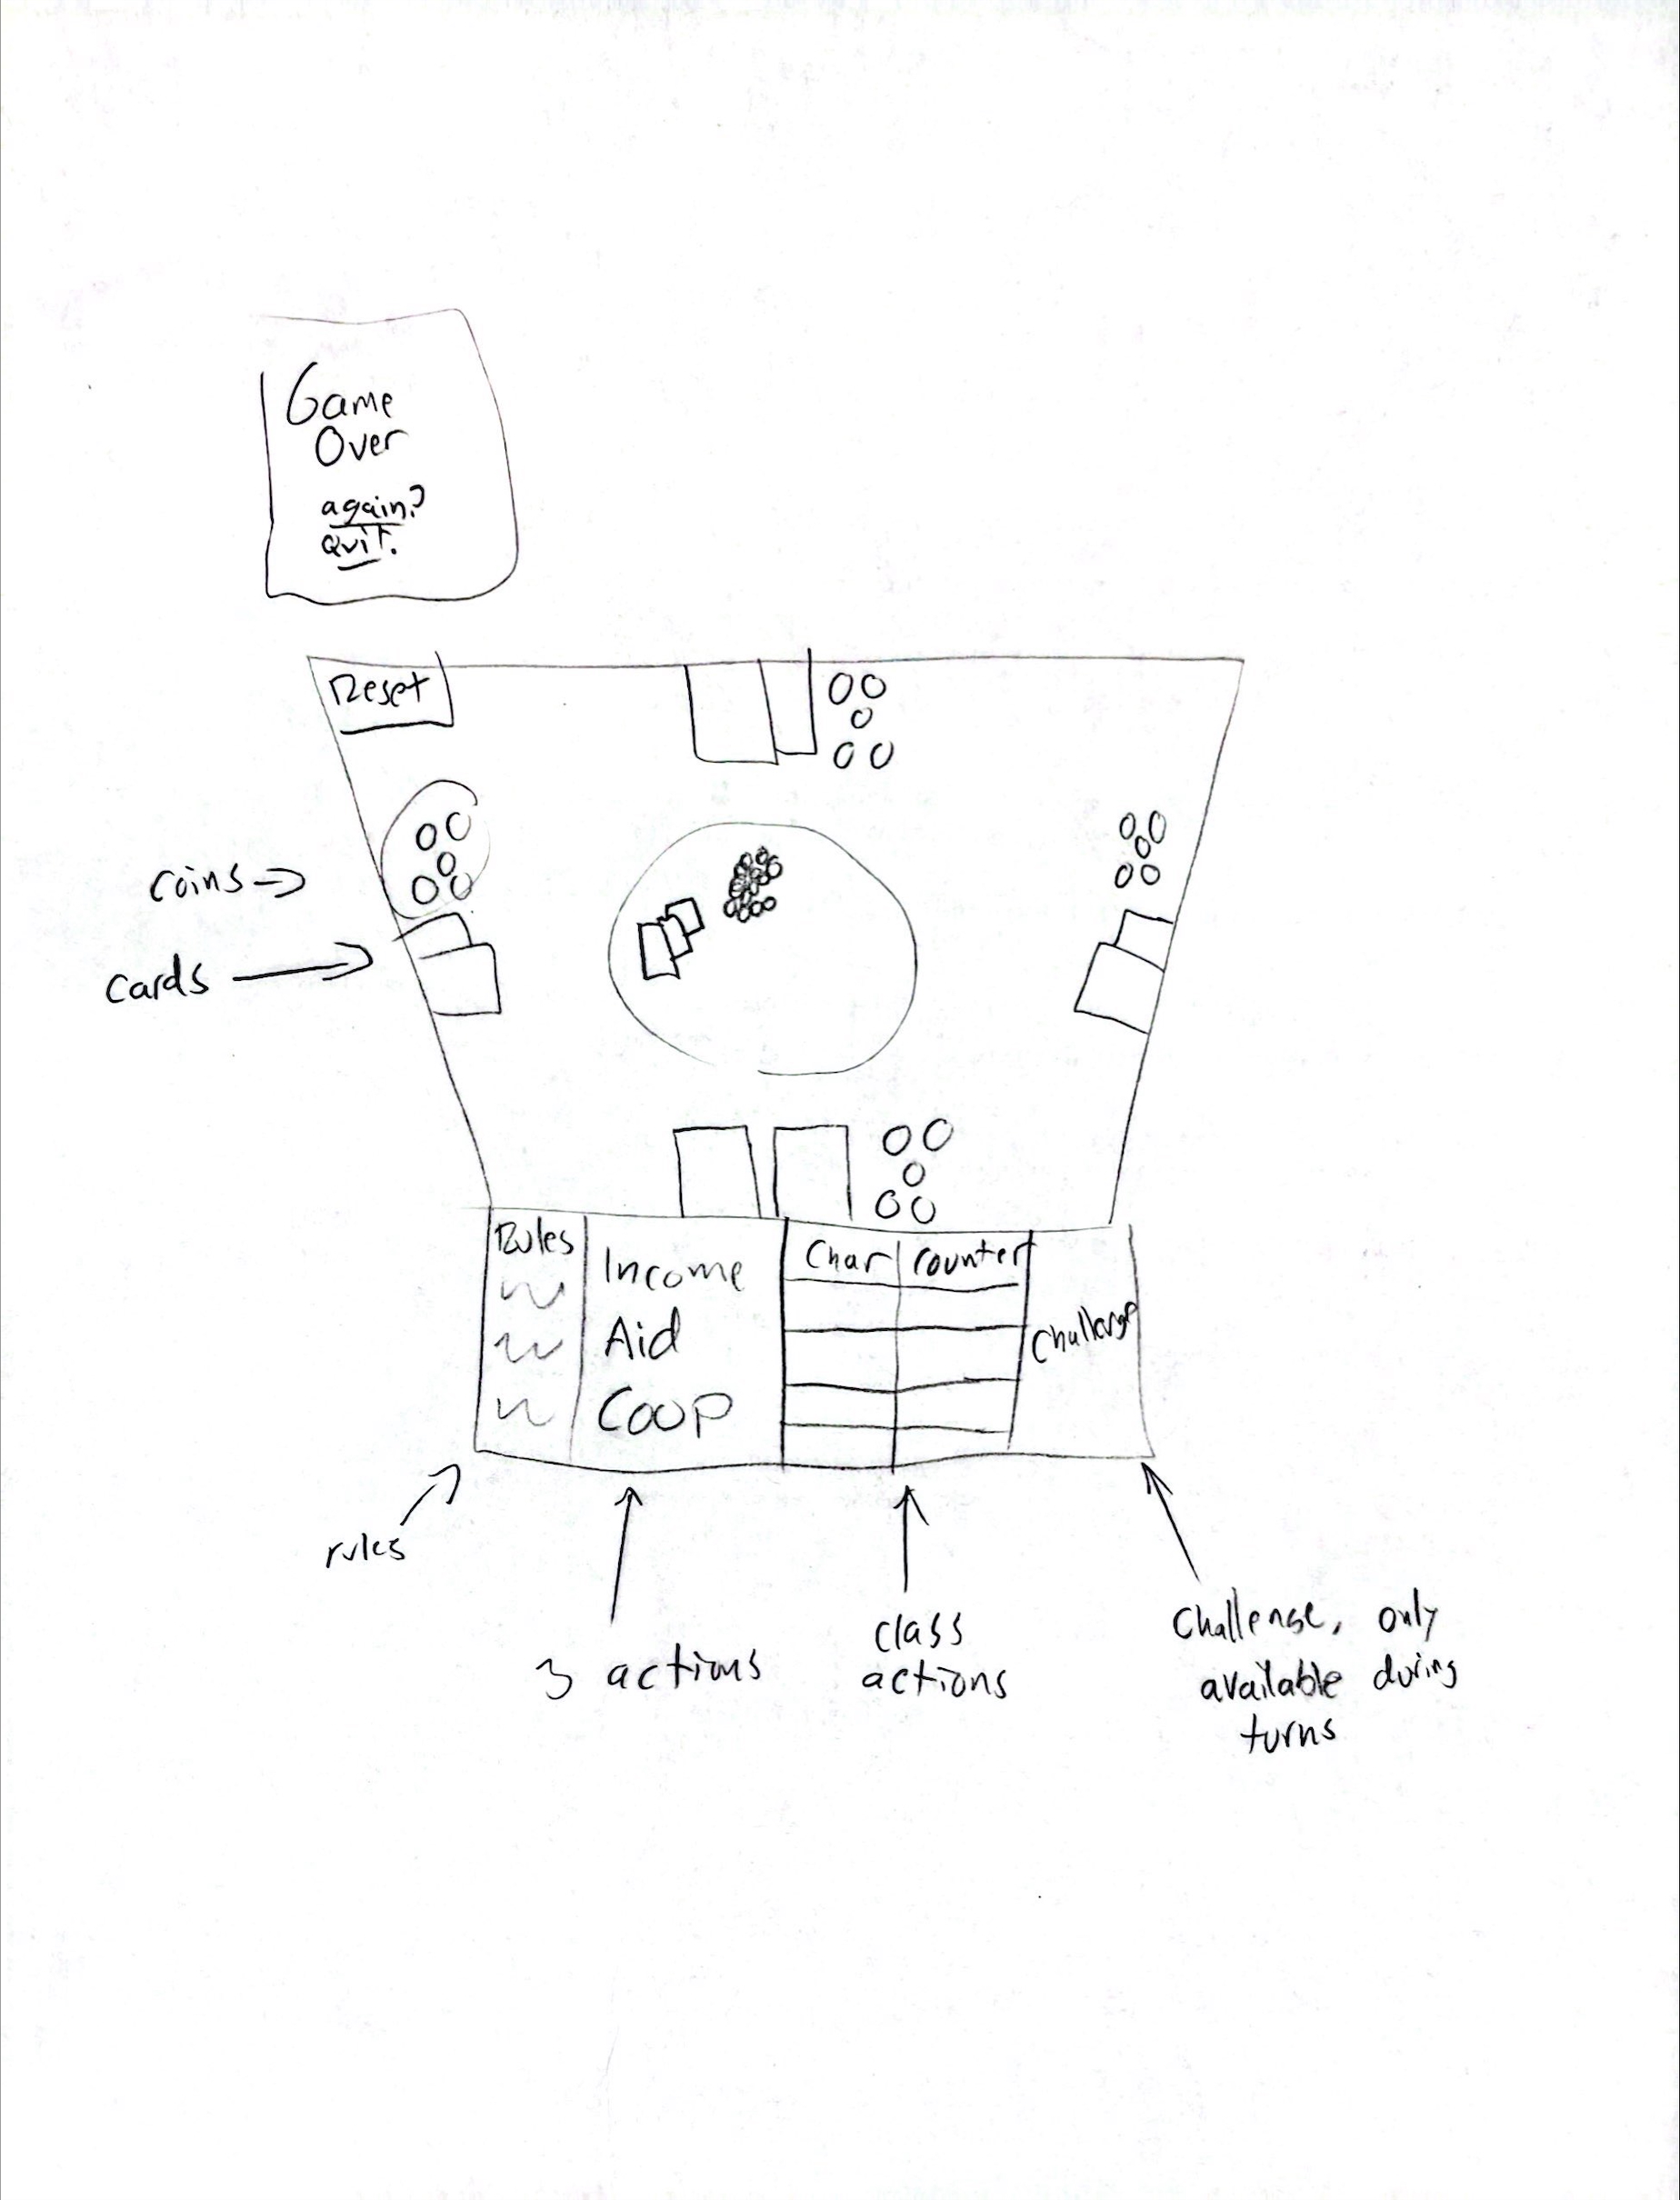 Game
Over
again?
Quit.
Reset
coins
cards
Rules
Income
Aid
Coup
Char
counter
challenge
rules
3 actions
class
actions
Challenge, only
available during
turns